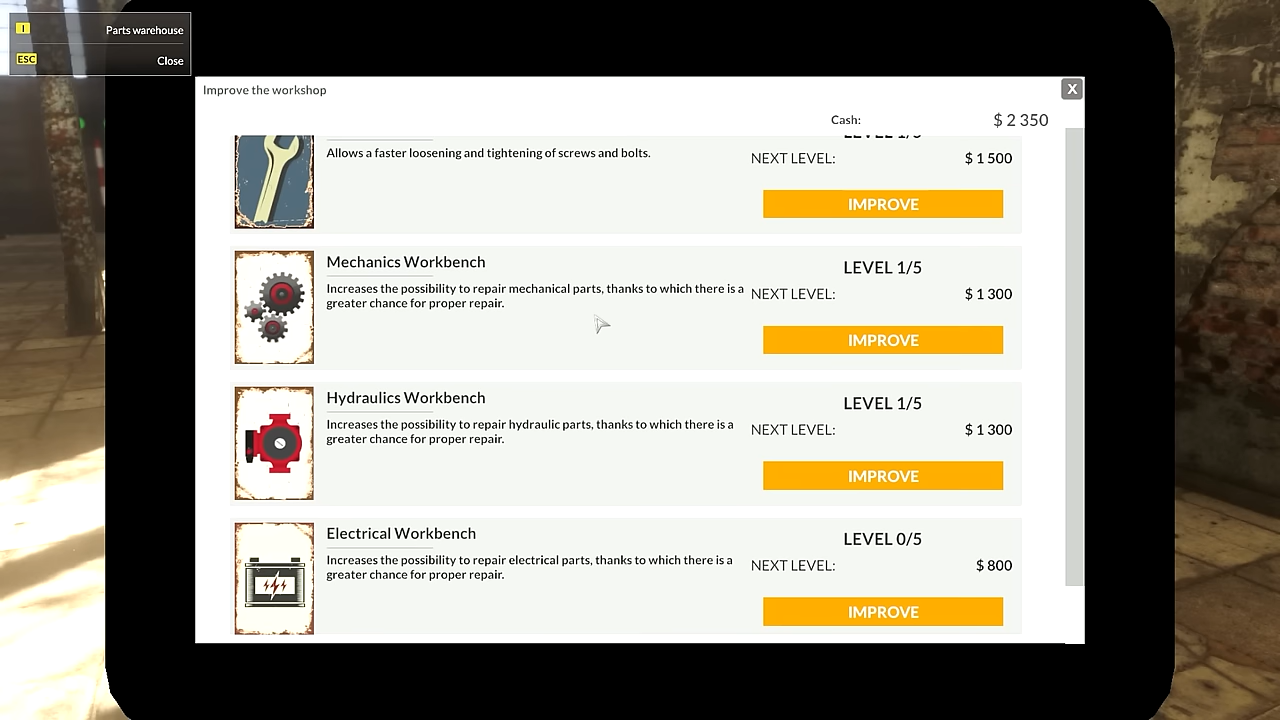 I Parts warehouse
ESC Close
Improve the workshop
X
Cash: $ 2 350
Allows a faster loosening and tightening of screws and bolts.
NEXT LEVEL: $ 1 500
IMPROVE
Mechanics Workbench
LEVEL 1/5
Increases the possibility to repair mechanical parts, thanks to which there is a
greater chance for proper repair.
NEXT LEVEL: $ 1 300
IMPROVE
Hydraulics Workbench
LEVEL 1/5
Increases the possibility to repair hydraulic parts, thanks to which there is a
greater chance for proper repair.
NEXT LEVEL: $ 1 300
IMPROVE
Electrical Workbench
LEVEL 0/5
Increases the possibility to repair electrical parts, thanks to which there is a
greater chance for proper repair.
NEXT LEVEL: $ 800
IMPROVE